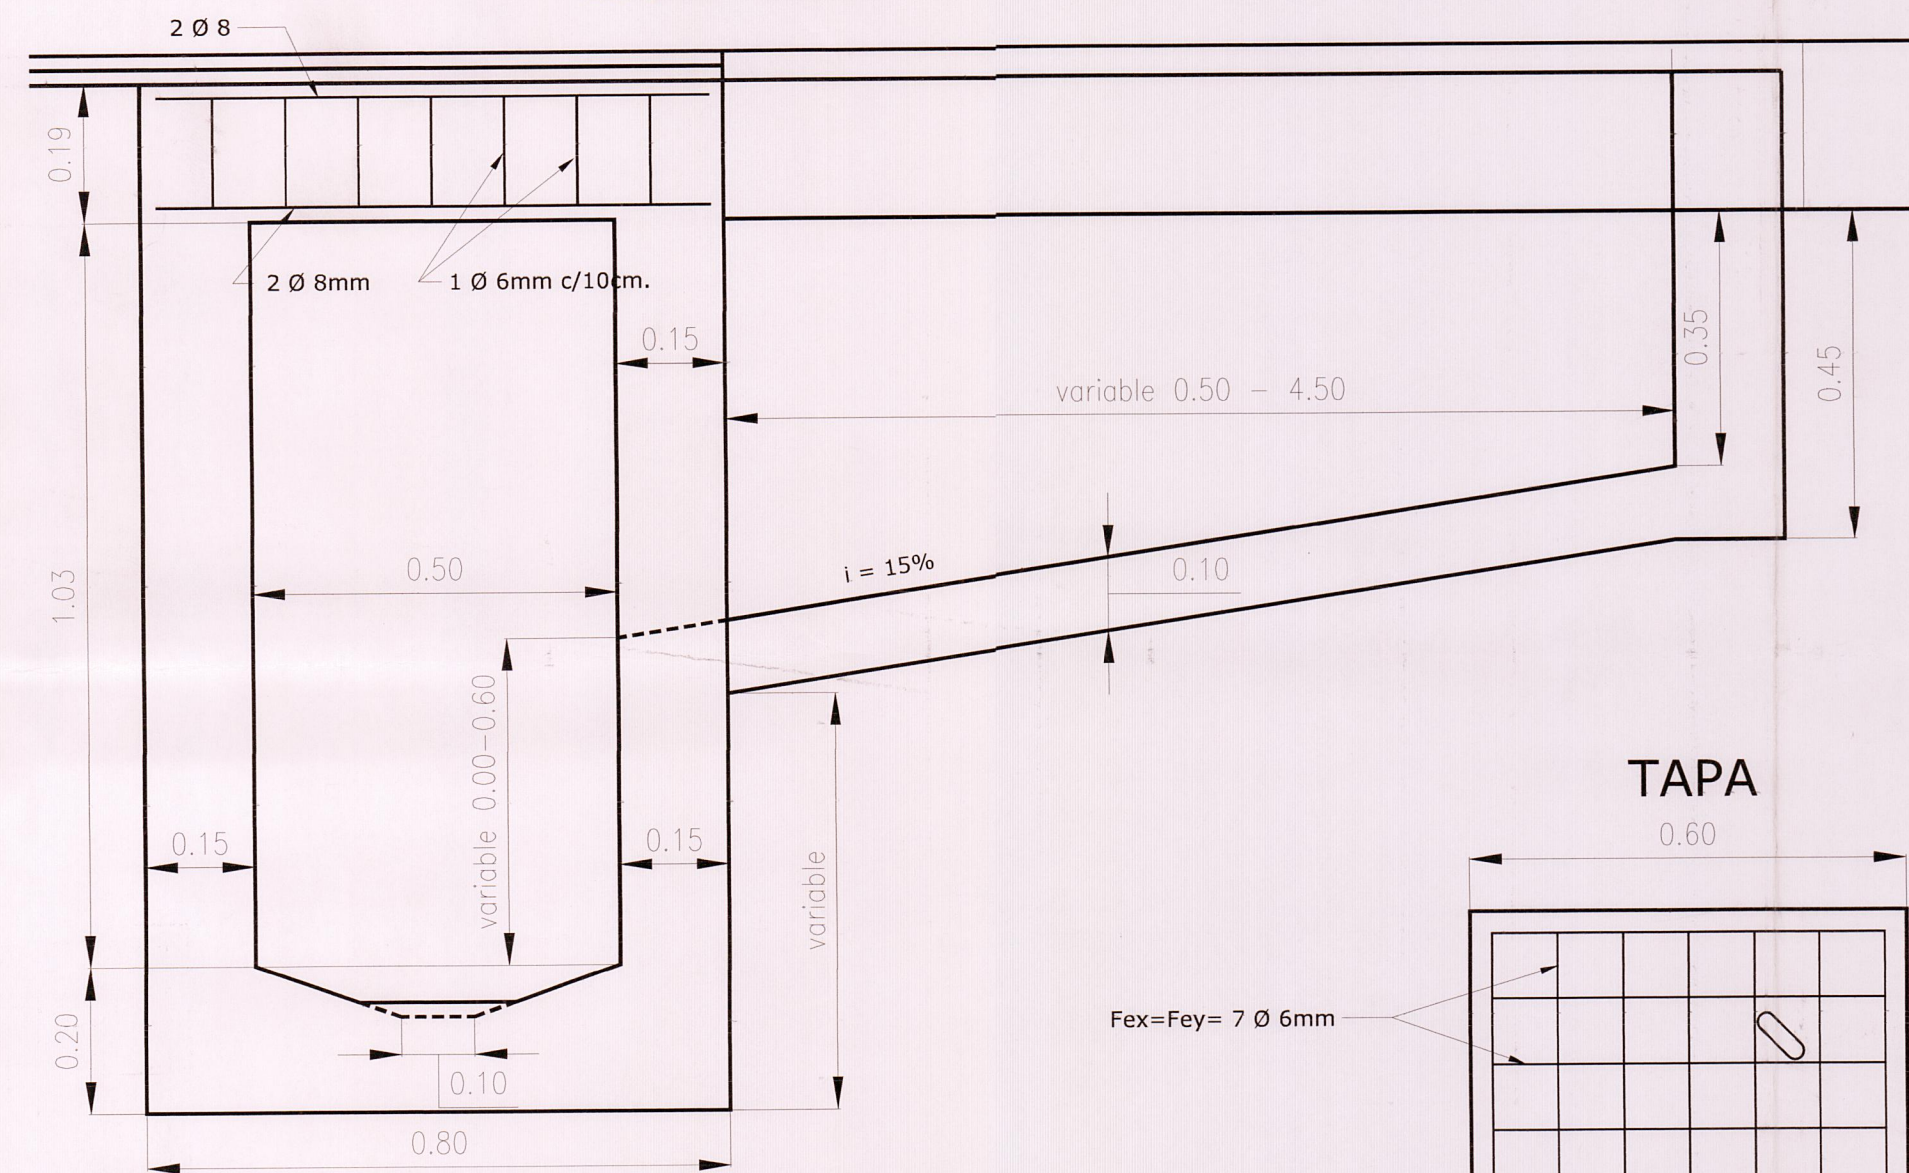 2 Ø 8
0.19
2 Ø 8mm
1 Ø 6mm c/10cm.
0.15
0.35
0.45
variable 0.50 - 4.50
i = 15%
0.10
0.50
1.03
variable 0.00-0.60
TAPA
0.60
0.15
0.15
variable
Fex=Fey= 7 Ø 6mm
0.20
0.10
0.80